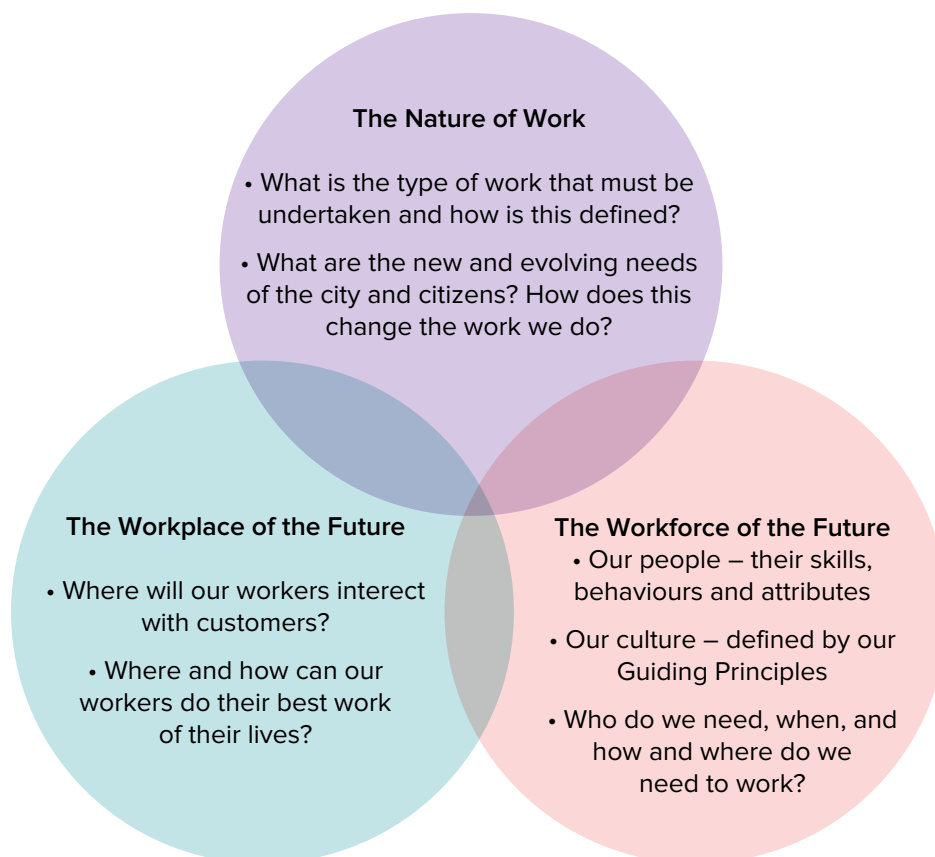 The Nature of Work
• What is the type of work that must be
undertaken and how is this defined?
• What are the new and evolving needs
of the city and citizens? How does this
change the work we do?
The Workplace of the Future
• Where will our workers interect
with customers?
• Where and how can our
workers do their best work
of their lives?
The Workforce of the Future
• Our people – their skills,
behaviours and attributes
• Our culture – defined by our
Guiding Principles
• Who do we need, when, and
how and where do we
need to work?